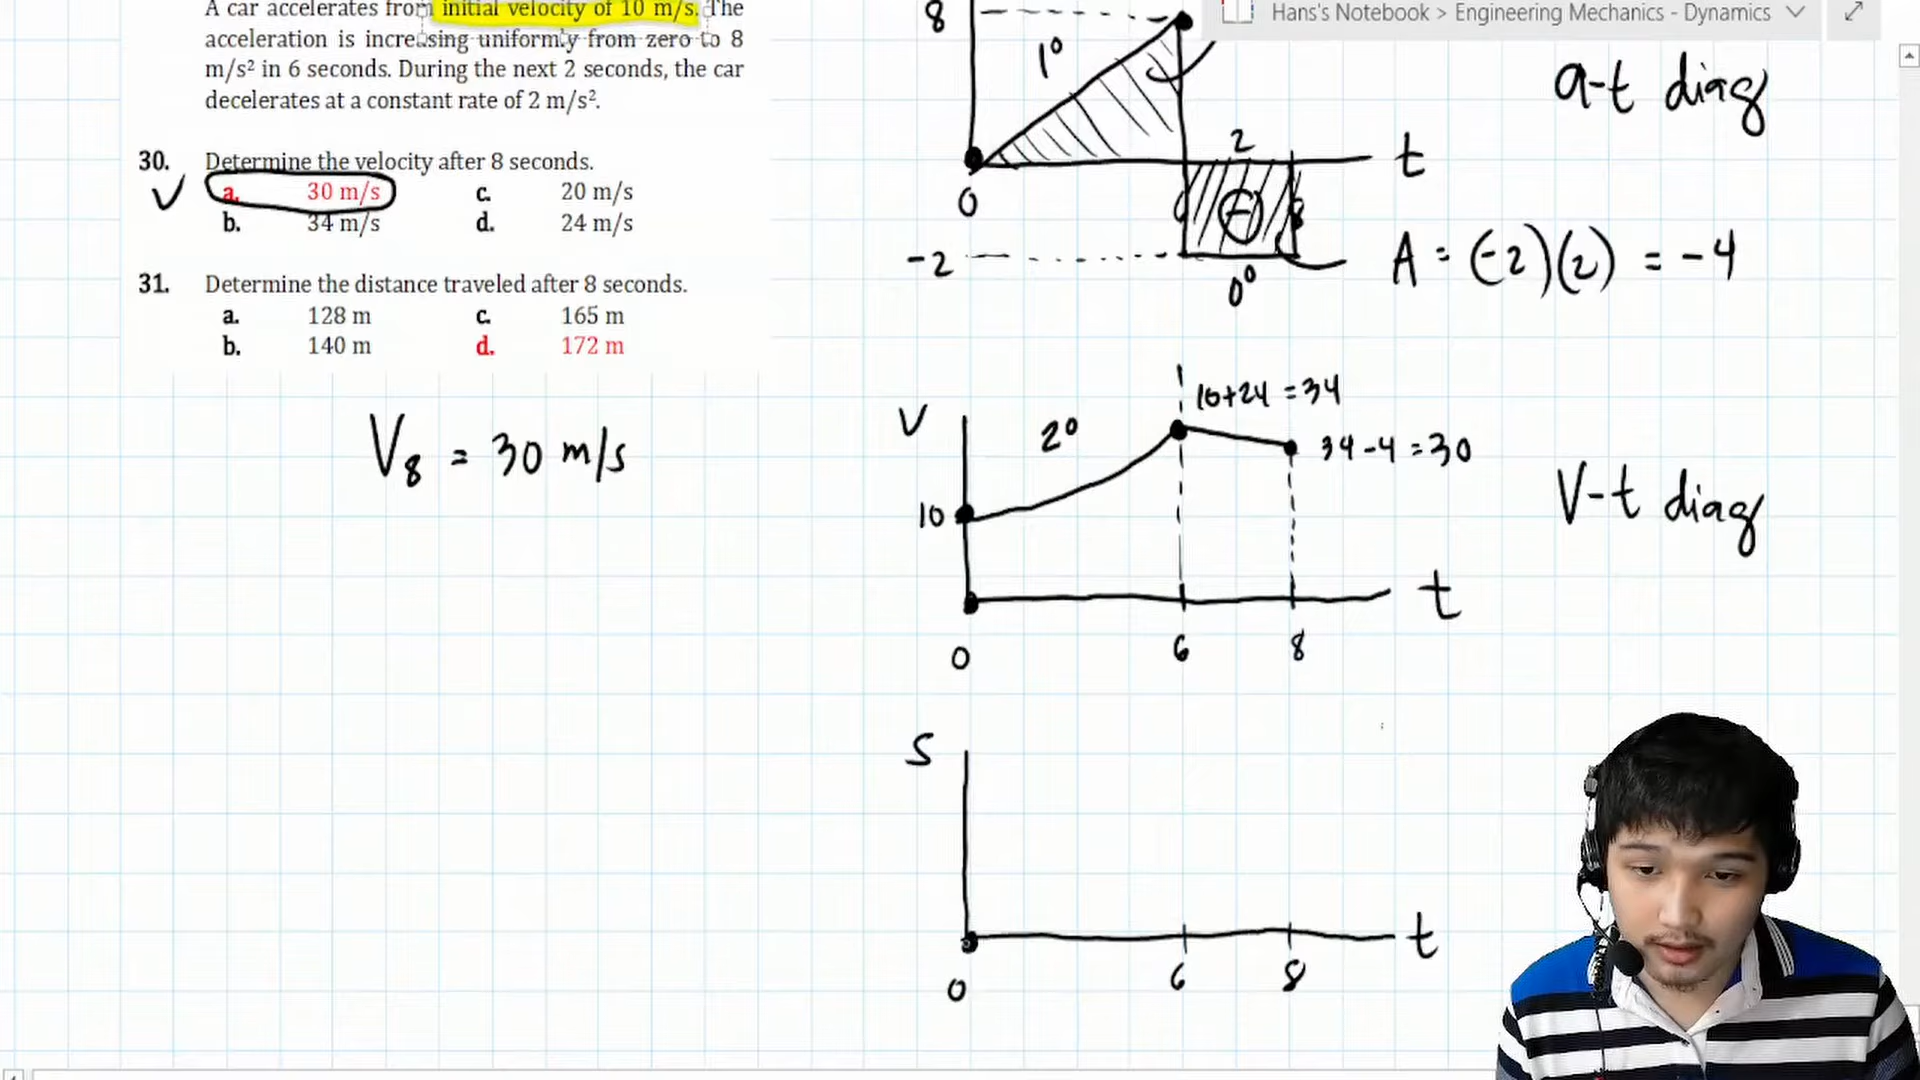 A car accelerates from initial velocity of 10 m/s. The
acceleration is increasing uniformly from zero to 8
m/s² in 6 seconds. During the next 2 seconds, the car
decelerates at a constant rate of 2 m/s².
30. Determine the velocity after 8 seconds.
V
a. 30 m/s c. 20 m/s
b. 34 m/s d. 24 m/s
31. Determine the distance traveled after 8 seconds.
a. 128 m c. 165 m
b. 140 m d. 172 m
V8 = 30 m/s
Hans's Notebook > Engineering Mechanics - Dynamics
8
1°
a-t diag
2
t
0
6
8
-2
0°
A = (-2)(2) = -4
V
2°
10+24 = 34
34-4 = 30
10
V-t diag
t
0 6 8
S
t
0 6 8